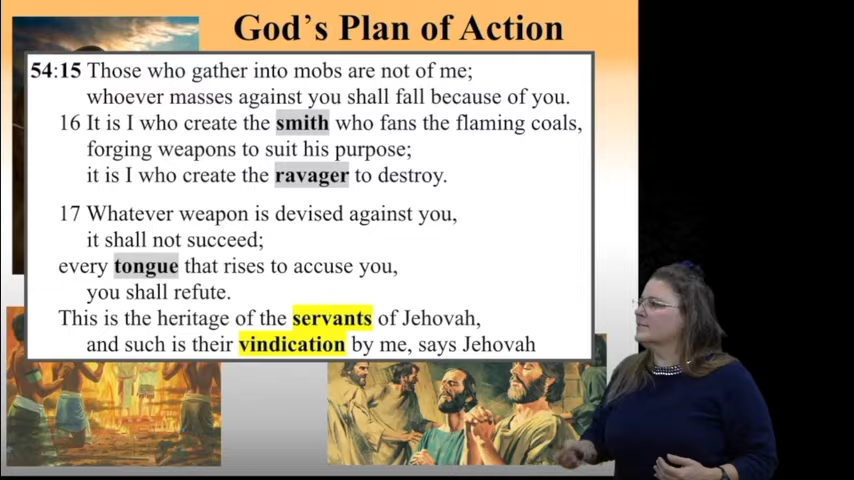 God's Plan of Action
54:15 Those who gather into mobs are not of me;
whoever masses against you shall fall because of you.
16 It is I who create the smith who fans the flaming coals,
forging weapons to suit his purpose;
it is I who create the ravager to destroy.
17 Whatever weapon is devised against you,
it shall not succeed;
every tongue that rises to accuse you,
you shall refute.
This is the heritage of the servants of Jehovah,
and such is their vindication by me, says Jehovah